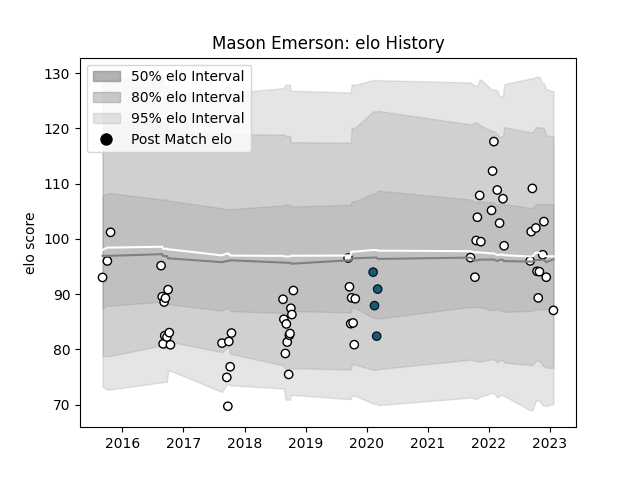 Mason Emerson: elo History
50% elo Interval
80% elo Interval
95% elo Interval
Post Match elo
elo score
130
120
110
100
90
80
70
2016
2017
2018
2019
2020
2021
2022
2023